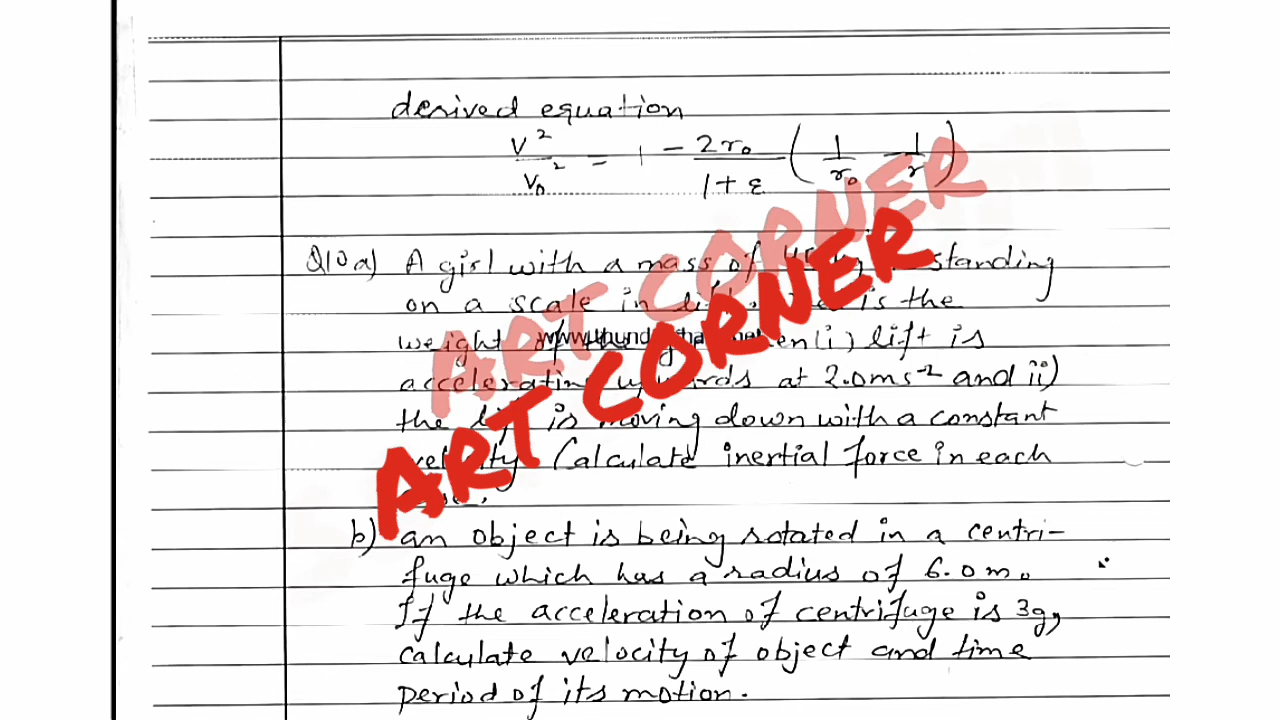 derived equation
V² / V₀² = 1 - 2r₀ / 1+ε ( 1/r₀ - 1/r )
Q10 a) A girl with a mass of standing
on a scale in is the
weight (i) lift is
accelerating upwards at 2.0ms⁻² and ii)
the lift is moving down with a constant
velocity Calculate inertial force in each
b) an object is being rotated in a centri-
fuge which has a radius of 6.0m.
If the acceleration of centrifuge is 3g,
calculate velocity of object and time
period of its motion.
ART CORNER
ART CORNER